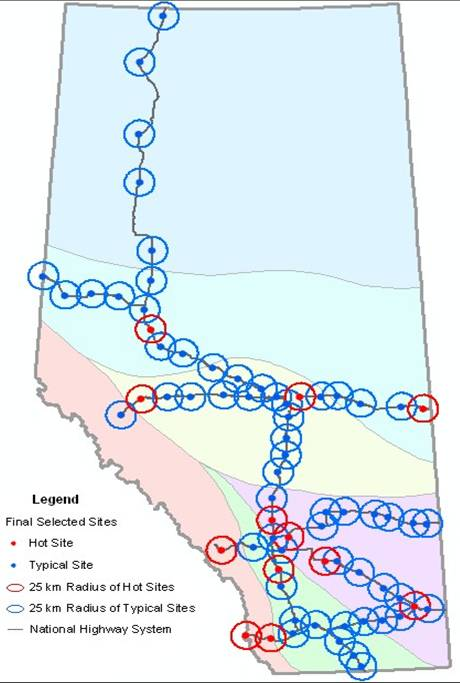 Legend
Final Selected Sites
Hot Site
Typical Site
25 km Radius of Hot Sites
25 km Radius of Typical Sites
National Highway System